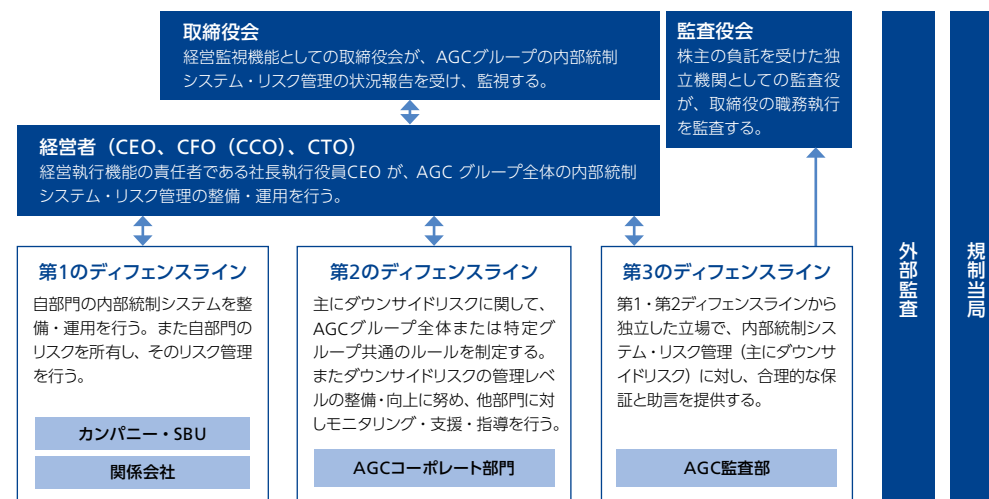 取締役会
経営監視機能としての取締役会が、AGCグループの内部統制
システム・リスク管理の状況報告を受け、監視する。
監査役会
株主の負託を受けた独
立機関としての監査役
が、取締役の職務執行
を監査する。
経営者（CEO、CFO（CCO）、CTO）
経営執行機能の責任者である社長執行役員CEO が、AGC グループ全体の内部統制
システム・リスク管理の整備・運用を行う。
第1のディフェンスライン
自部門の内部統制システムを整
備・運用を行う。また自部門の
リスクを所有し、そのリスク管理
を行う。
カンパニー・SBU
関係会社
第2のディフェンスライン
主にダウンサイドリスクに関して、
AGCグループ全体または特定グ
ループ共通のルールを制定する。
またダウンサイドリスクの管理レベ
ルの整備・向上に努め、他部門に対
しモニタリング・支援・指導を行う。
AGCコーポレート部門
第3のディフェンスライン
第1・第2ディフェンスラインから
独立した立場で、内部統制シス
テム・リスク管理（主にダウンサ
イドリスク）に対し、合理的な保
証と助言を提供する。
AGC監査部
外部監査
規制当局